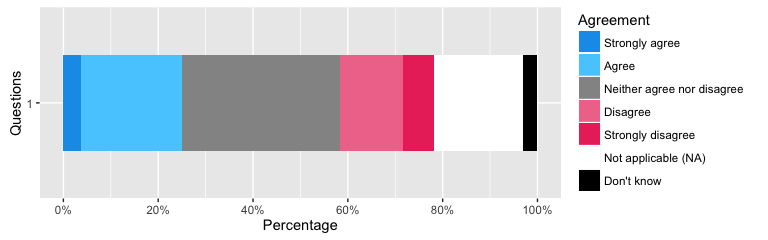 Questions
1
0%
20%
40%
60%
80%
100%
Percentage
Agreement
Strongly agree
Agree
Neither agree nor disagree
Disagree
Strongly disagree
Not applicable (NA)
Don't know